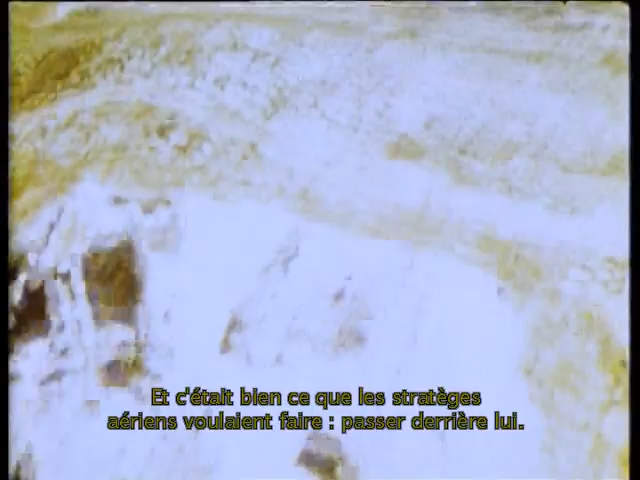 Et c'était bien ce que les stratèges
aériens voulaient faire : passer derrière lui.